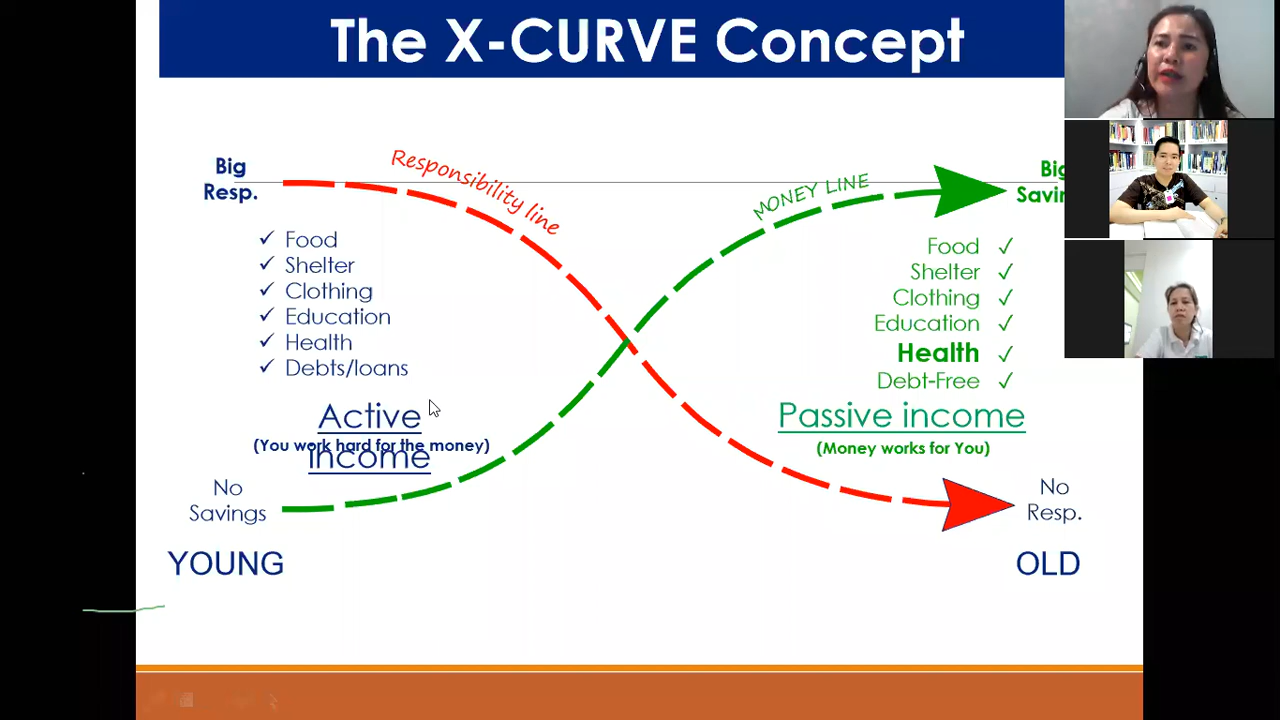 The X-CURVE Concept
Big
Resp.
Responsibility line
MONEY LINE
✓ Food
✓ Shelter
✓ Clothing
✓ Education
✓ Health
✓ Debts/loans
Active
(You work hard for the money)
Income
No
Savings
YOUNG
Food ✓
Shelter ✓
Clothing ✓
Education ✓
Health ✓
Debt-Free ✓
Passive income
(Money works for You)
No
Resp.
OLD